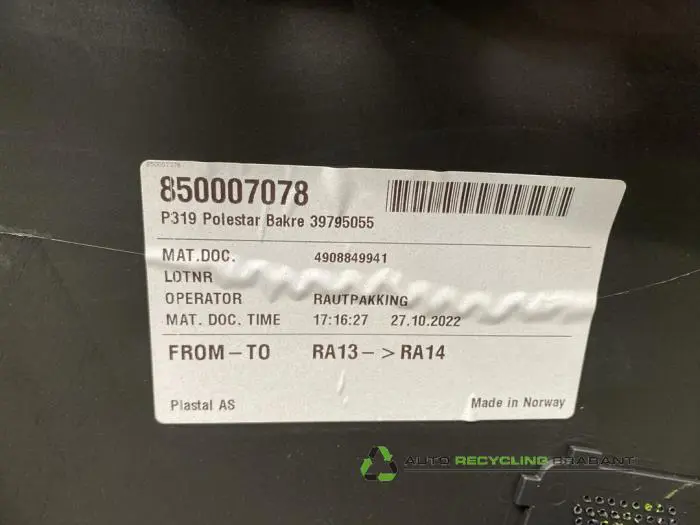 850007078
850007078
P319 Polestar Bakre 39795055
MAT.DOC. 4908849941
LOTNR
OPERATOR RAUTPAKKING
MAT. DOC. TIME 17:16:27 27.10.2022
FROM-TO RA13-> RA14
Plastal AS Made in Norway
AUTO RECYCLING BRABANT